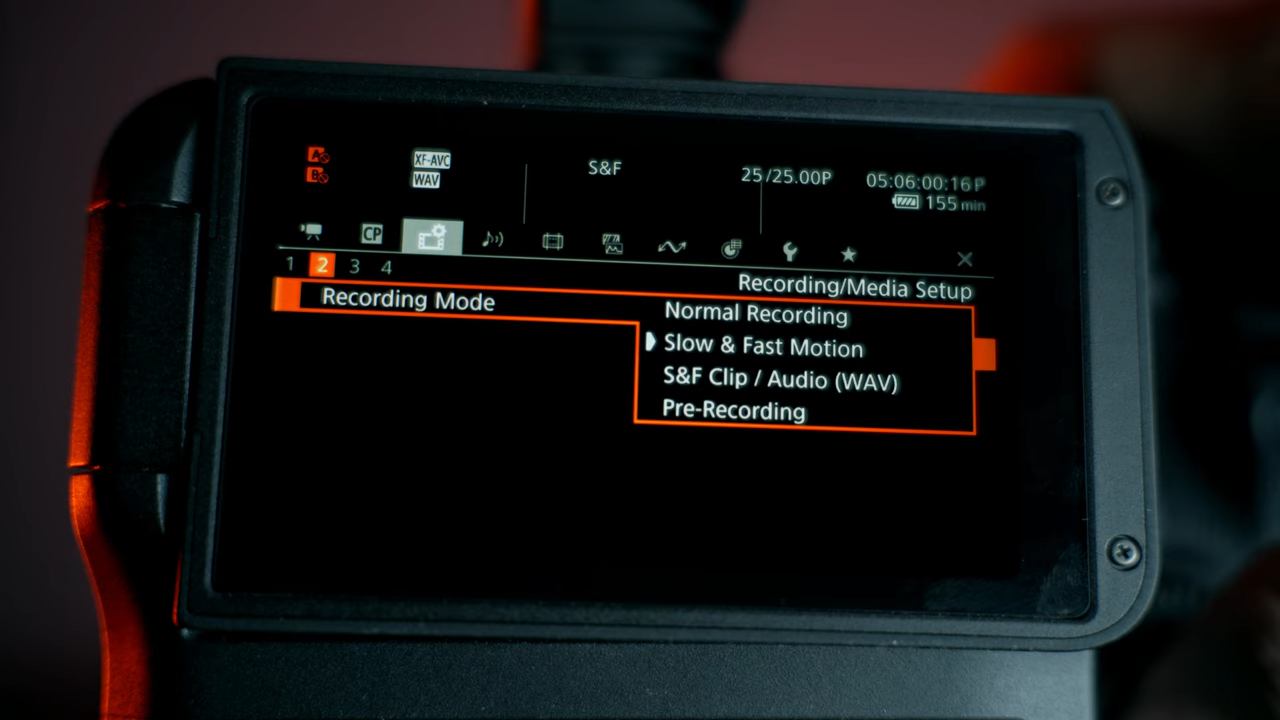 A
B
XF-AVC
WAV
S&F
25/25.00P
05:06:00:16P
155 min
CP
1 2 3 4
Recording/Media Setup
Recording Mode
Normal Recording
Slow & Fast Motion
S&F Clip / Audio (WAV)
Pre-Recording